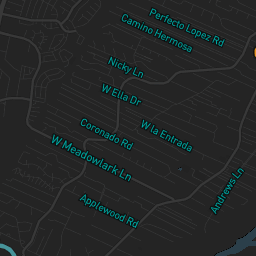 Perfecto Lopez Rd
Camino Hermosa
Nicky Ln
W Ella Dr
Coronado Rd
W la Entrada
W Meadowlark Ln
Andrews Ln
Applewood Rd